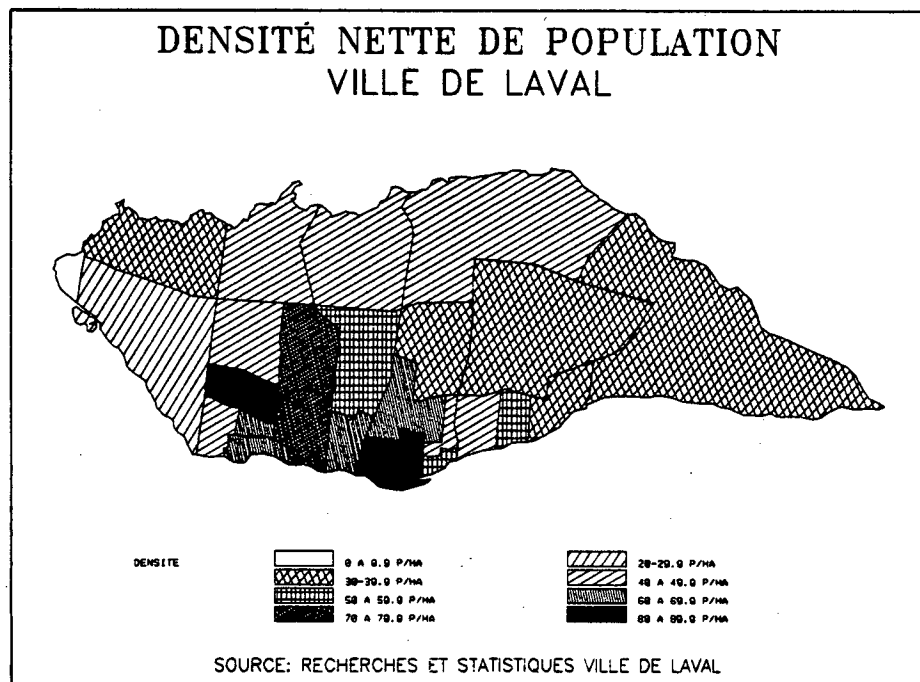 DENSITÉ NETTE DE POPULATION
VILLE DE LAVAL
DENSITE
0 A 9.9 P/HA
20-29.9 P/HA
30-39.9 P/HA
40 A 49.9 P/HA
50 A 59.9 P/HA
60 A 69.9 P/HA
70 A 79.9 P/HA
80 A 89.9 P/HA
SOURCE: RECHERCHES ET STATISTIQUES VILLE DE LAVAL